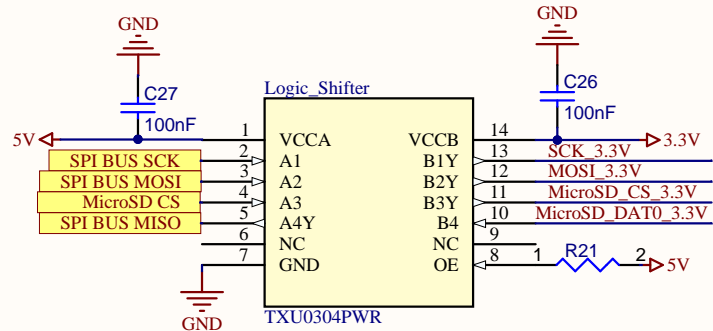 GND
GND
C27
100nF
C26
100nF
Logic_Shifter
5V
1
VCCA
VCCB
14
3.3V
SPI BUS SCK
2
A1
B1Y
13
SCK_3.3V
SPI BUS MOSI
3
A2
B2Y
12
MOSI_3.3V
MicroSD CS
4
A3
B3Y
11
MicroSD_CS_3.3V
SPI BUS MISO
5
A4Y
B4
10
MicroSD_DAT0_3.3V
6
NC
NC
9
7
GND
OE
8
1
R21
2
5V
GND
TXU0304PWR